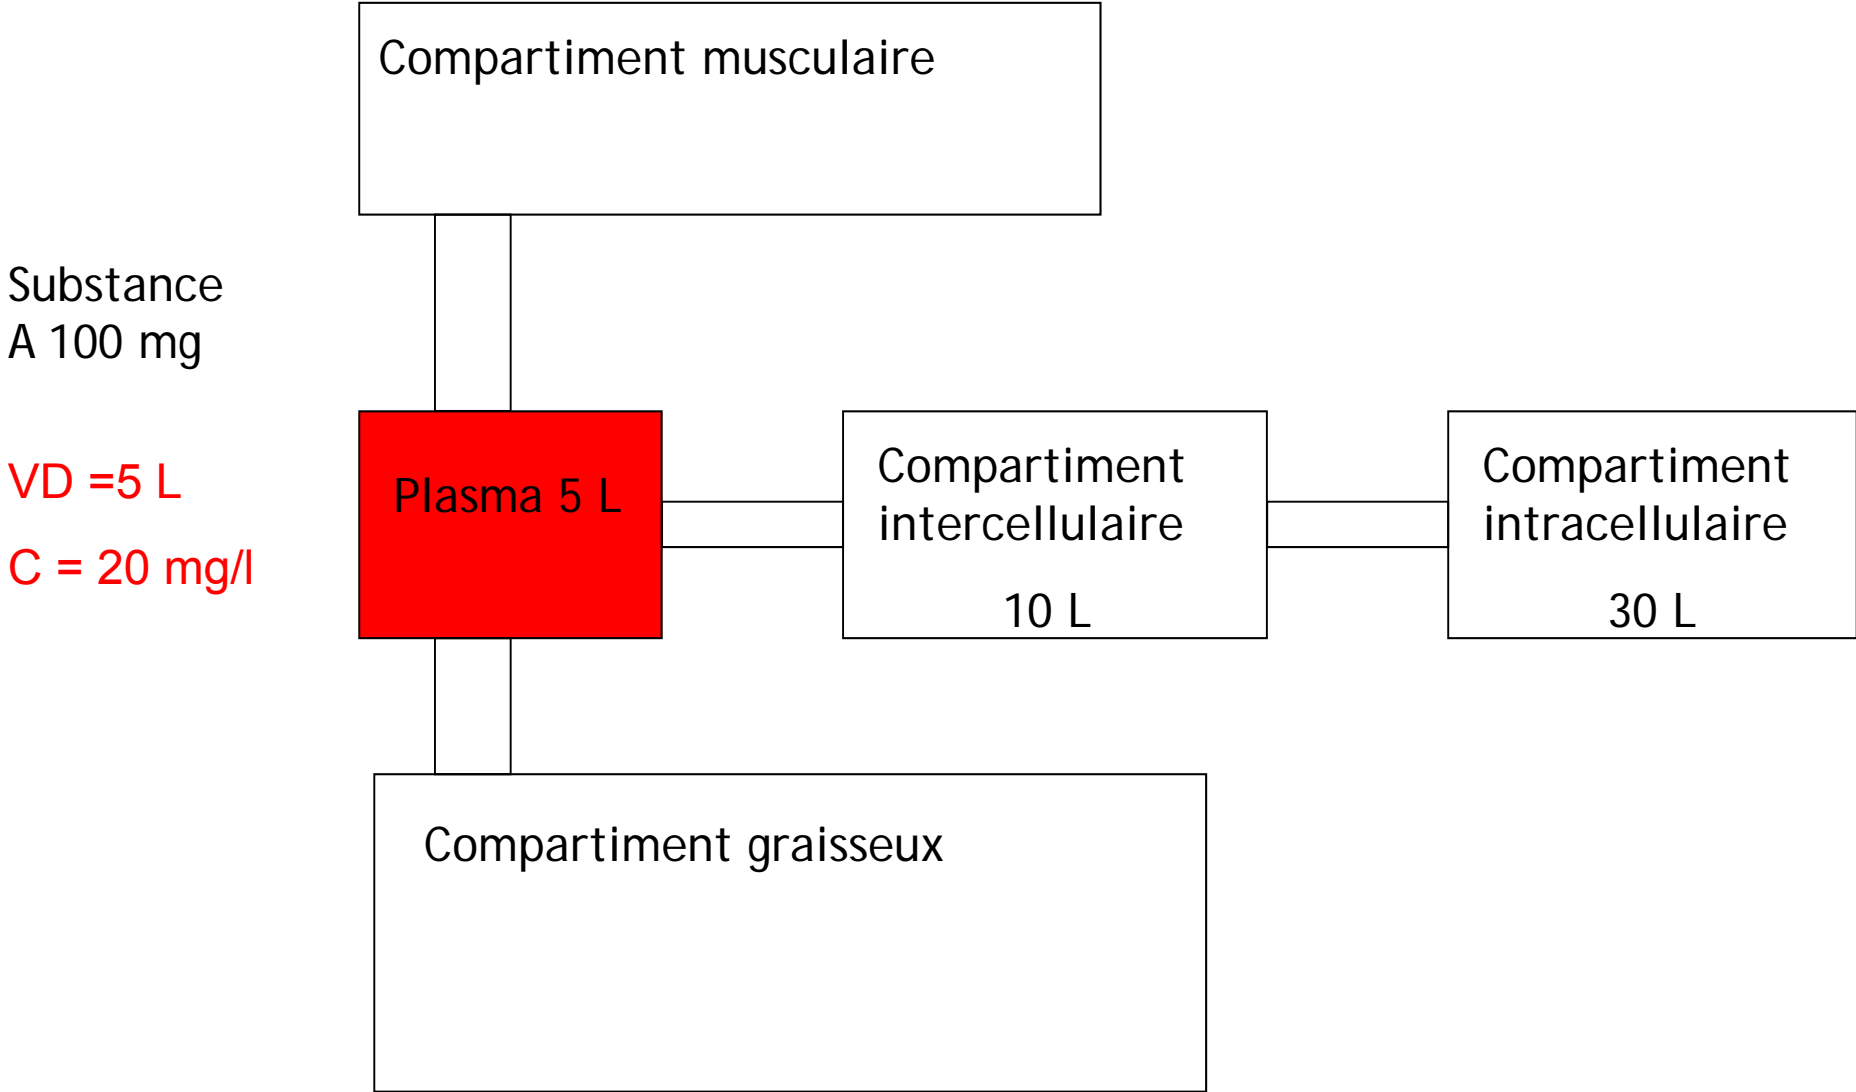 Compartiment musculaire
Substance
A 100 mg
VD =5 L
C = 20 mg/l
Plasma 5 L
Compartiment
intercellulaire
10 L
Compartiment
intracellulaire
30 L
Compartiment graisseux